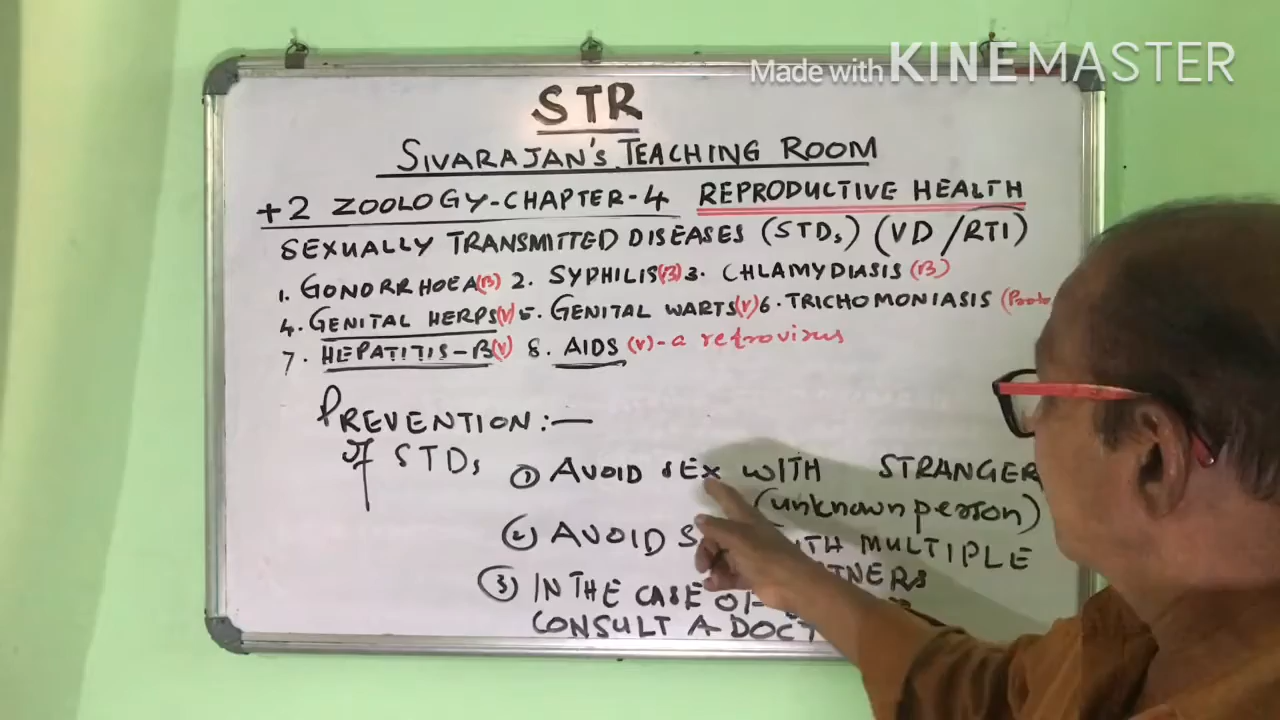 Made with KINEMASTER
STR
SIVARAJAN'S TEACHING ROOM
+2 ZOOLOGY-CHAPTER-4 REPRODUCTIVE HEALTH
SEXUALLY TRANSMITTED DISEASES (STDs) (VD/RTI)
1. GONORRHOEA(B) 2. SYPHILIS(B) 3. CHLAMYDIASIS (B)
4. GENITAL HERPS(V) 5. GENITAL WARTS(V) 6. TRICHOMONIASIS
7. HEPATITIS-B(V) 8. AIDS (V)-a retrovirus
PREVENTION:—
of STDs
① AVOID SEX WITH STRANGER
(unknown person)
② AVOID MULTIPLE
③ IN THE CASE OF
CONSULT A